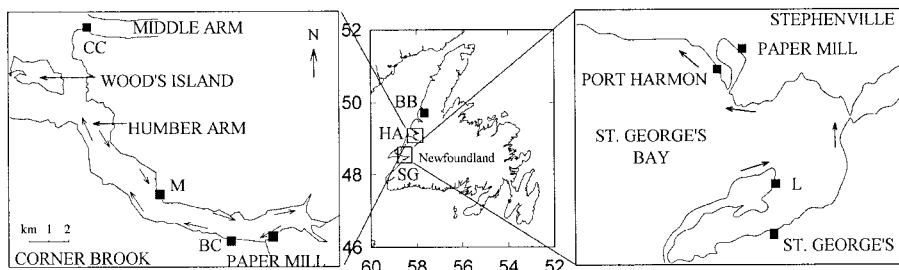 MIDDLE ARM
CC
N
WOOD'S ISLAND
HUMBER ARM
M
km 1 2
BC
CORNER BROOK
PAPER MILL
52
50
48
46
BB
HA
Newfoundland
SG
60 58 56 54 52
STEPHENVILLE
PAPER MILL
PORT HARMON
ST. GEORGE'S
BAY
L
ST. GEORGE'S